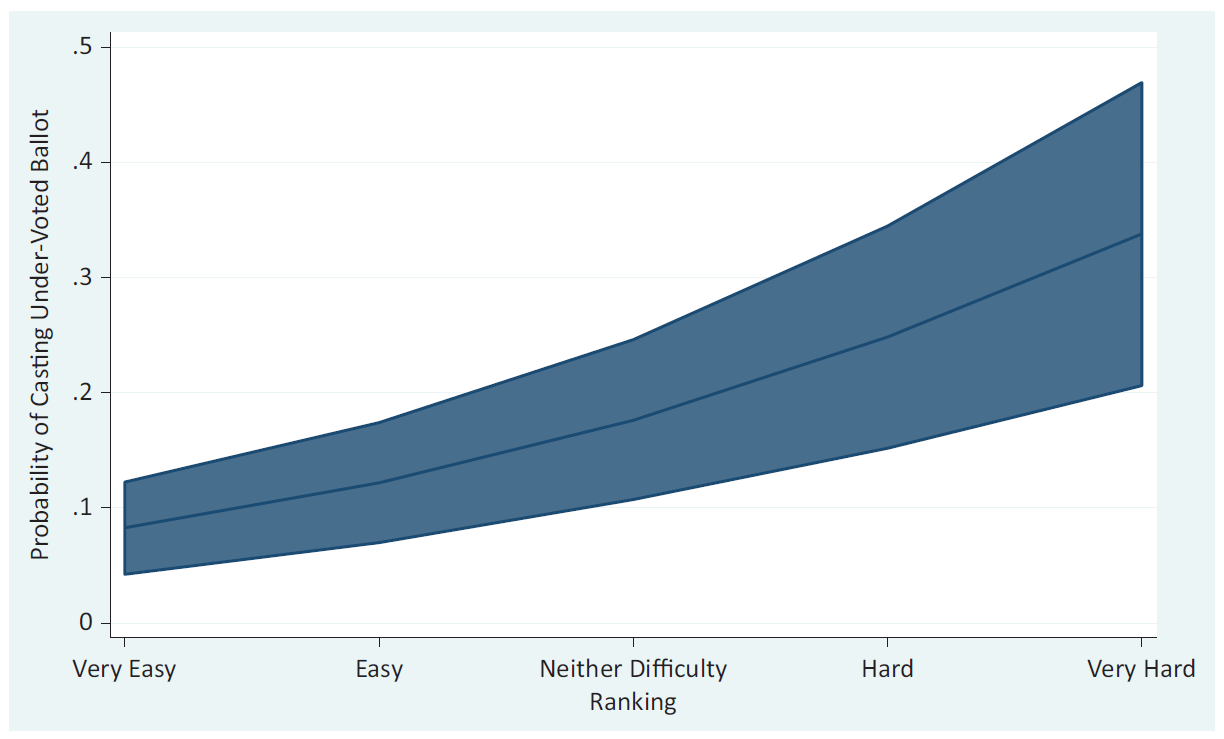 Probability of Casting Under-Voted Ballot
.5
.4
.3
.2
.1
0
Very Easy
Easy
Neither Difficulty
Hard
Very Hard
Ranking